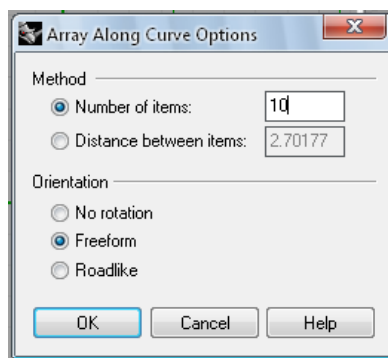 Array Along Curve Options
Method
Number of items: 10
Distance between items: 2.70177
Orientation
No rotation
Freeform
Roadlike
OK Cancel Help